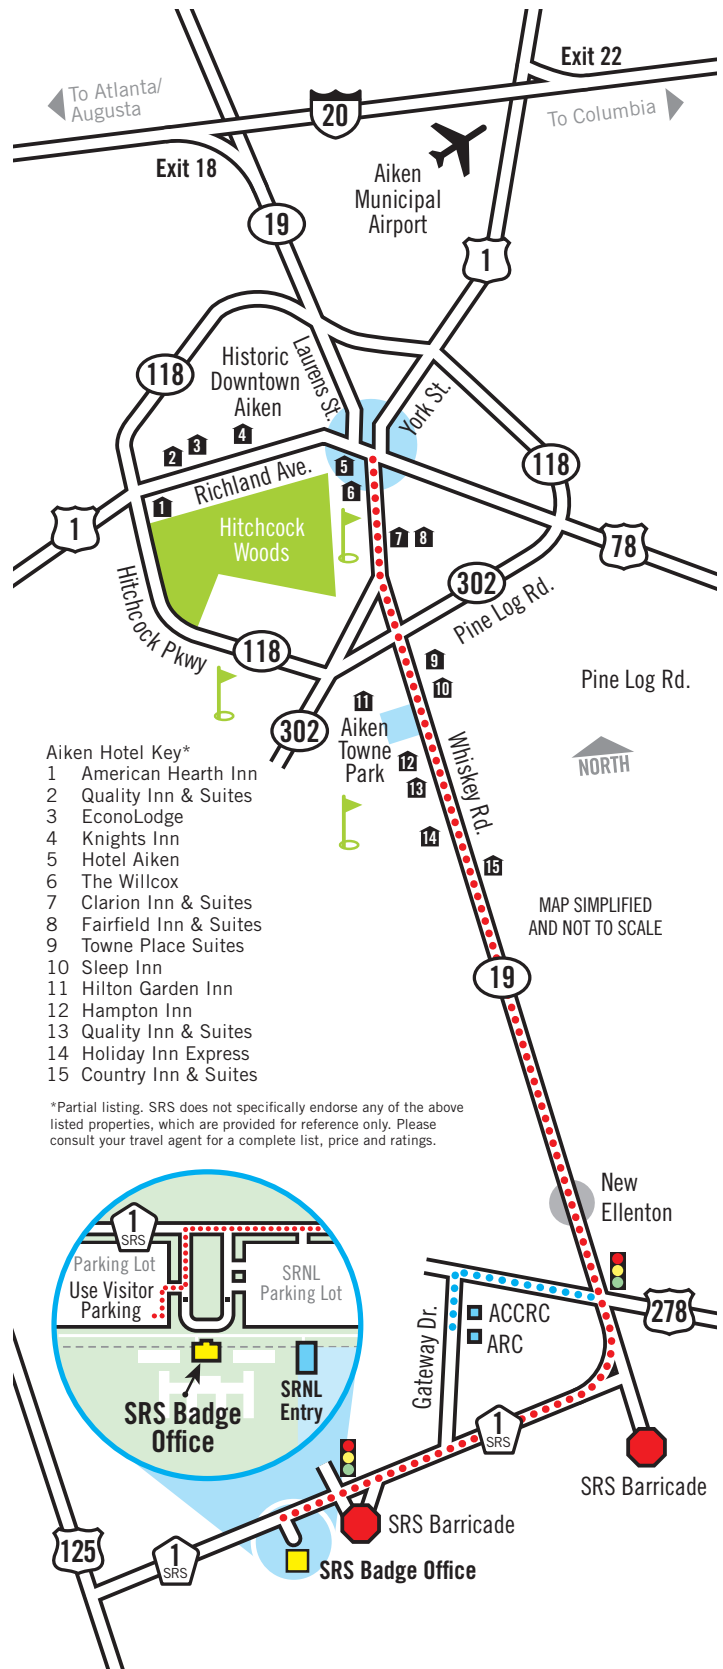 Exit 22
To Atlanta/
Augusta
20
To Columbia
Exit 18
Aiken
Municipal
Airport
19
1
118
Historic
Downtown
Aiken
Laurens St.
York St.
2
3
4
5
6
118
Richland Ave.
1
1
Hitchcock
Woods
7
8
78
302
Pine Log Rd.
Hitchcock Pkwy
118
9
10
Pine Log Rd.
11
302
Aiken
Towne
Park
Whiskey Rd.
NORTH
12
13
14
15
Aiken Hotel Key*
1 American Hearth Inn
2 Quality Inn & Suites
3 EconoLodge
4 Knights Inn
5 Hotel Aiken
6 The Willcox
7 Clarion Inn & Suites
8 Fairfield Inn & Suites
9 Towne Place Suites
10 Sleep Inn
11 Hilton Garden Inn
12 Hampton Inn
13 Quality Inn & Suites
14 Holiday Inn Express
15 Country Inn & Suites
MAP SIMPLIFIED
AND NOT TO SCALE
19
*Partial listing. SRS does not specifically endorse any of the above
listed properties, which are provided for reference only. Please
consult your travel agent for a complete list, price and ratings.
New
Ellenton
1
SRS
Parking Lot
Use Visitor
Parking
SRNL
Parking Lot
SRNL
Entry
SRS Badge
Office
278
ACCRC
ARC
Gateway Dr.
1
SRS
SRS Barricade
SRS Barricade
125
1
SRS
SRS Badge Office